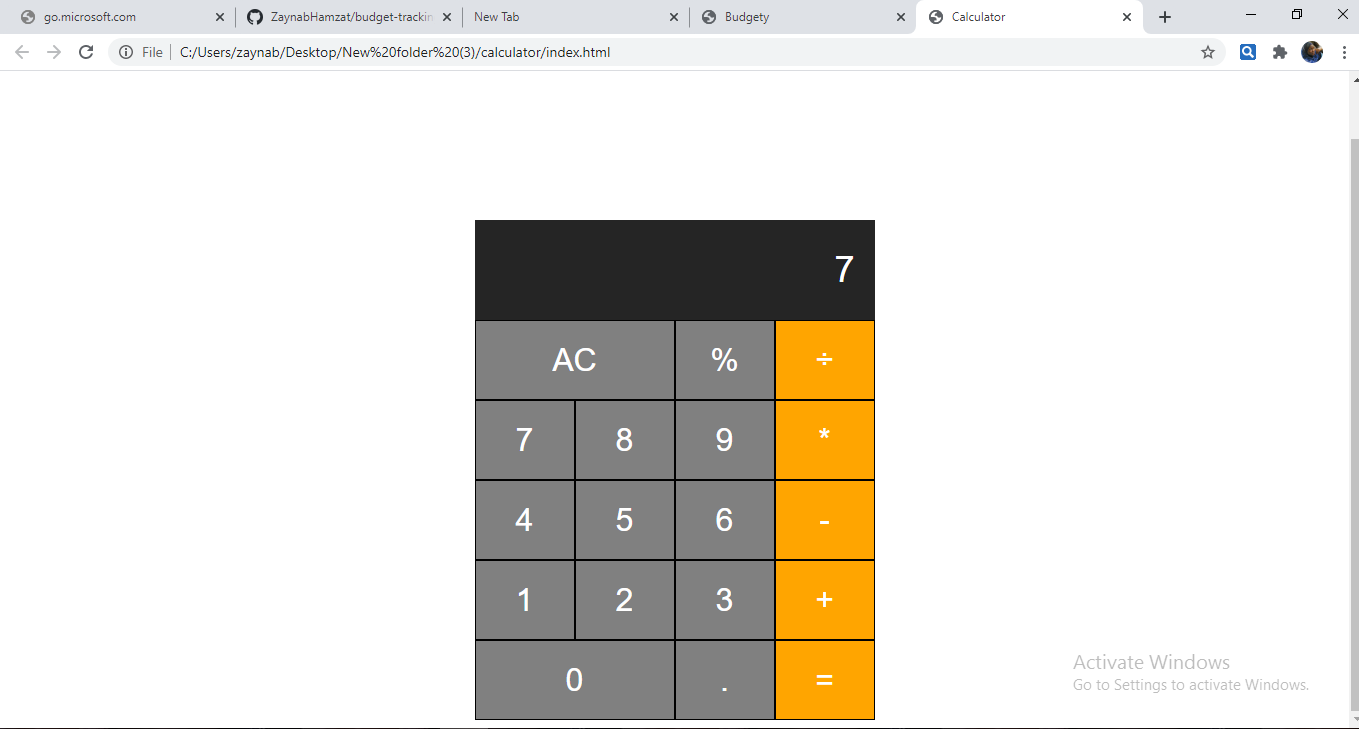 go.microsoft.com
ZaynabHamzat/budget-trackin
New Tab
Budgety
Calculator
File
C:/Users/zaynab/Desktop/New%20folder%20(3)/calculator/index.html
7
AC % ÷
7 8 9 *
4 5 6 -
1 2 3 +
0 . =
Activate Windows
Go to Settings to activate Windows.